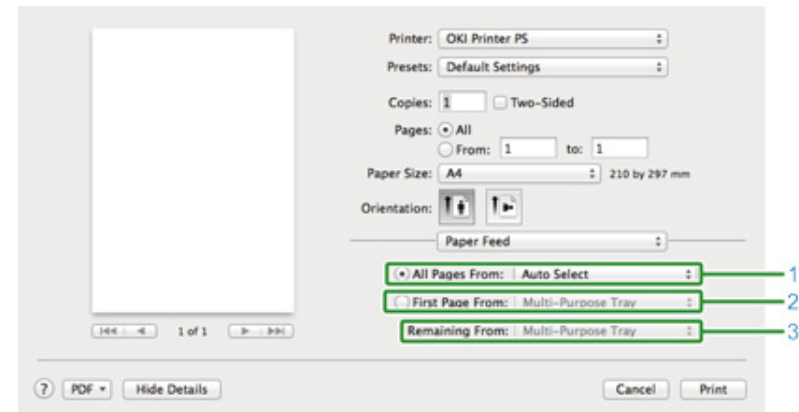 Printer: OKI Printer PS
Presets: Default Settings
Copies: 1 Two-Sided
Pages: All
From: 1 to: 1
Paper Size: A4 210 by 297 mm
Orientation:
Paper Feed
All Pages From: Auto Select 1
First Page From: Multi-Purpose Tray 2
Remaining From: Multi-Purpose Tray 3
1 of 1
? PDF Hide Details Cancel Print